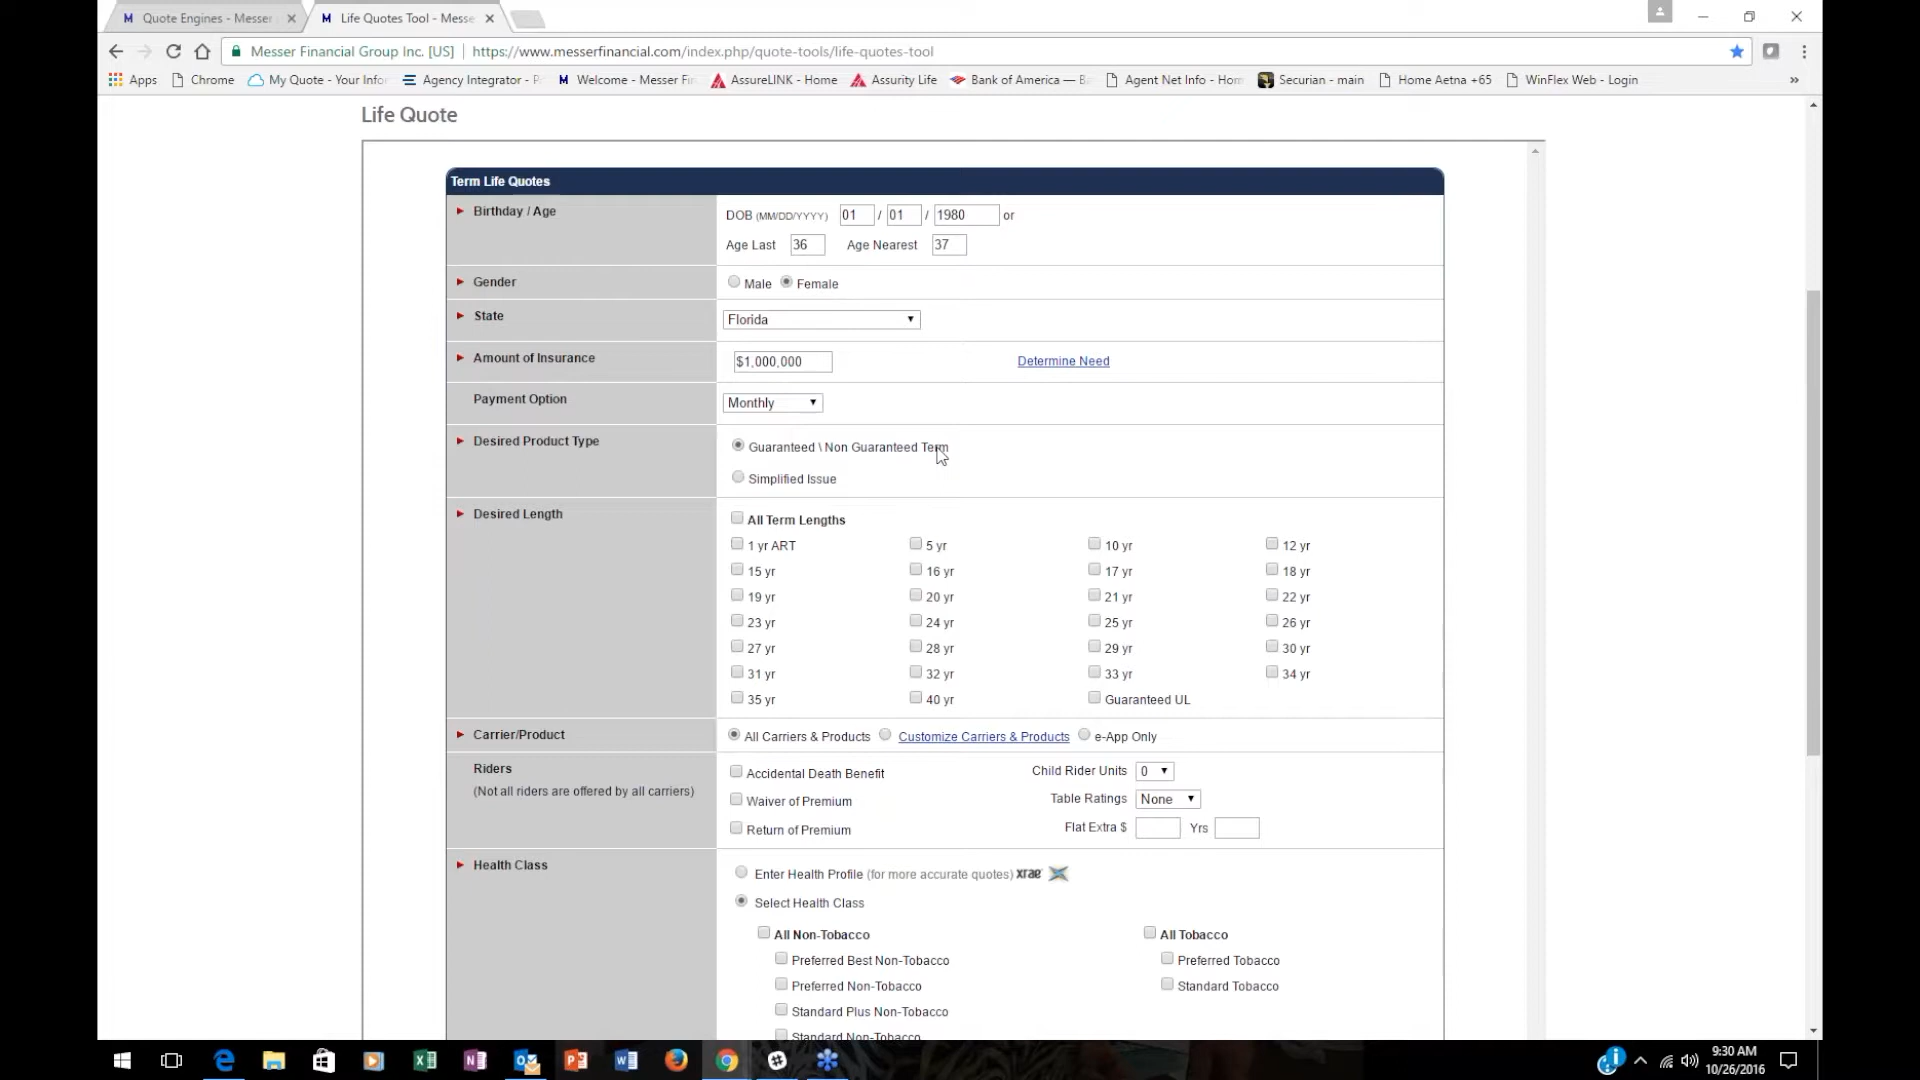 M Quote Engines - Messer
M Life Quotes Tool - Messe
Messer Financial Group Inc. [US] | https://www.messerfinancial.com/index.php/quote-tools/life-quotes-tool
Apps Chrome My Quote - Your Infor Agency Integrator - P M Welcome - Messer Fin AssureLINK - Home Assurity Life Bank of America — Ba Agent Net Info - Hom Securian - main Home Aetna +65 WinFlex Web - Login »
Life Quote
Term Life Quotes
Birthday / Age DOB (MM/DD/YYYY) 01 / 01 / 1980 or
Age Last 36 Age Nearest 37
Gender Male Female
State Florida
Amount of Insurance $1,000,000 Determine Need
Payment Option Monthly
Desired Product Type Guaranteed \ Non Guaranteed Term
Simplified Issue
Desired Length All Term Lengths
1 yr ART 5 yr 10 yr 12 yr
15 yr 16 yr 17 yr 18 yr
19 yr 20 yr 21 yr 22 yr
23 yr 24 yr 25 yr 26 yr
27 yr 28 yr 29 yr 30 yr
31 yr 32 yr 33 yr 34 yr
35 yr 40 yr Guaranteed UL
Carrier/Product All Carriers & Products Customize Carriers & Products e-App Only
Riders Accidental Death Benefit Child Rider Units 0
(Not all riders are offered by all carriers) Waiver of Premium Table Ratings None
Return of Premium Flat Extra $ Yrs
Health Class Enter Health Profile (for more accurate quotes) xrae
Select Health Class
All Non-Tobacco All Tobacco
Preferred Best Non-Tobacco Preferred Tobacco
Preferred Non-Tobacco Standard Tobacco
Standard Plus Non-Tobacco
Standard Non-Tobacco
9:30 AM
10/26/2016